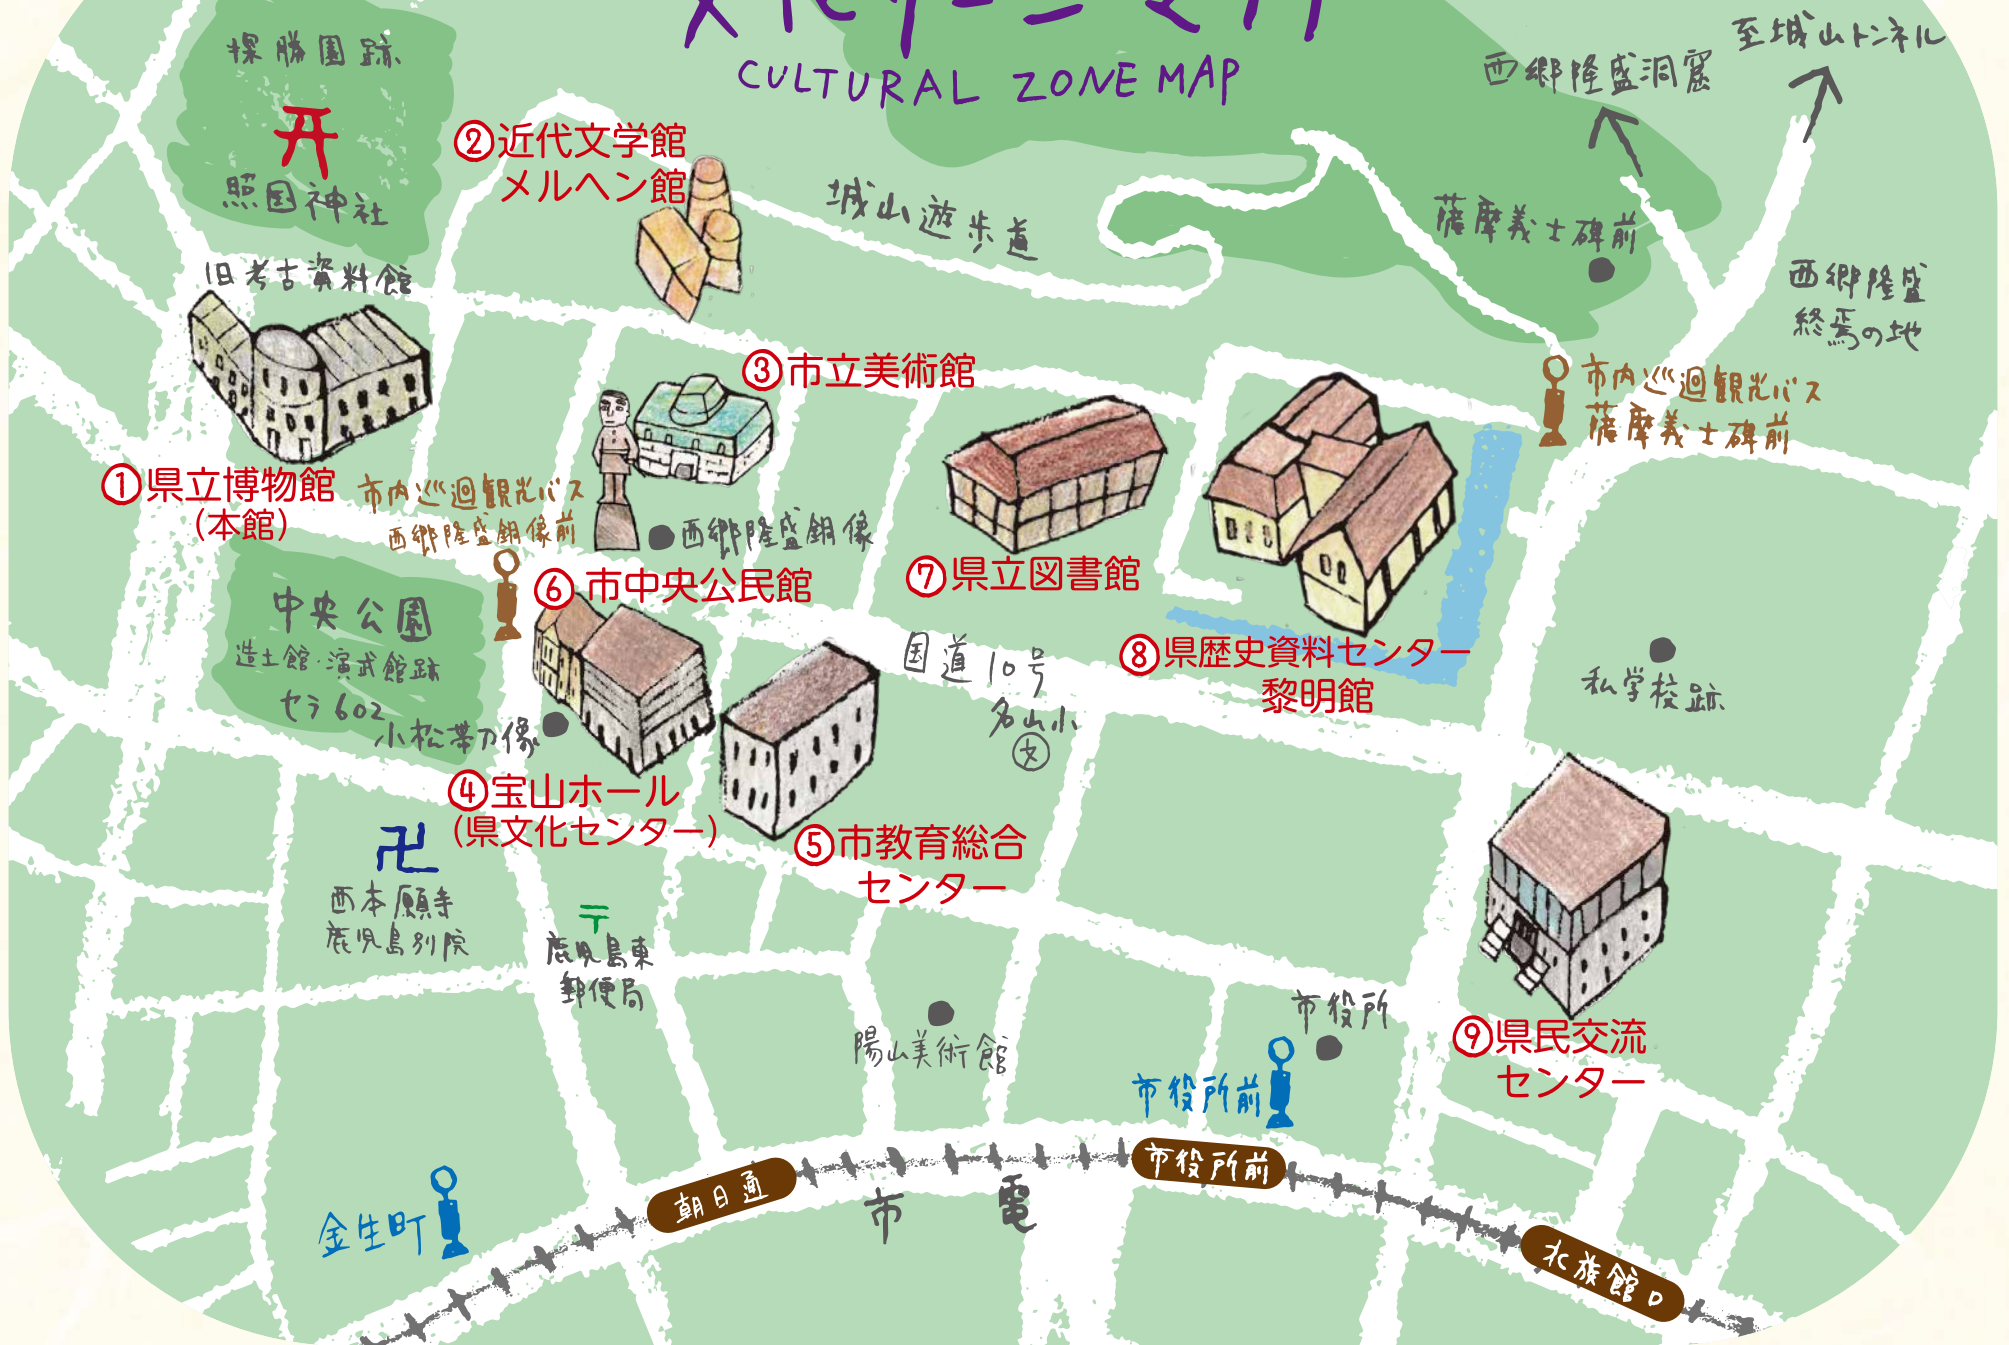 文化ゾーンマップ
CULTURAL ZONE MAP
探勝園跡
照国神社
旧考古資料館
①県立博物館
(本館)
②近代文学館
メルヘン館
城山遊歩道
西郷隆盛洞窟
至城山トンネル
薩摩義士碑前
西郷隆盛
終焉の地
市内巡回観光バス
薩摩義士碑前
③市立美術館
市内巡回観光バス
西郷隆盛銅像前
西郷隆盛銅像
⑥市中央公民館
⑦県立図書館
⑧県歴史資料センター
黎明館
中央公園
造士館・演武館跡
セラ602
小松帯刀像
国道10号
名山小
文
私学校跡
④宝山ホール
(県文化センター)
⑤市教育総合
センター
西本願寺
鹿児島別院
〒
鹿児島東
郵便局
陽山美術館
市役所
市役所前
⑨県民交流
センター
金生町
朝日通
市電
市役所前
水族館口